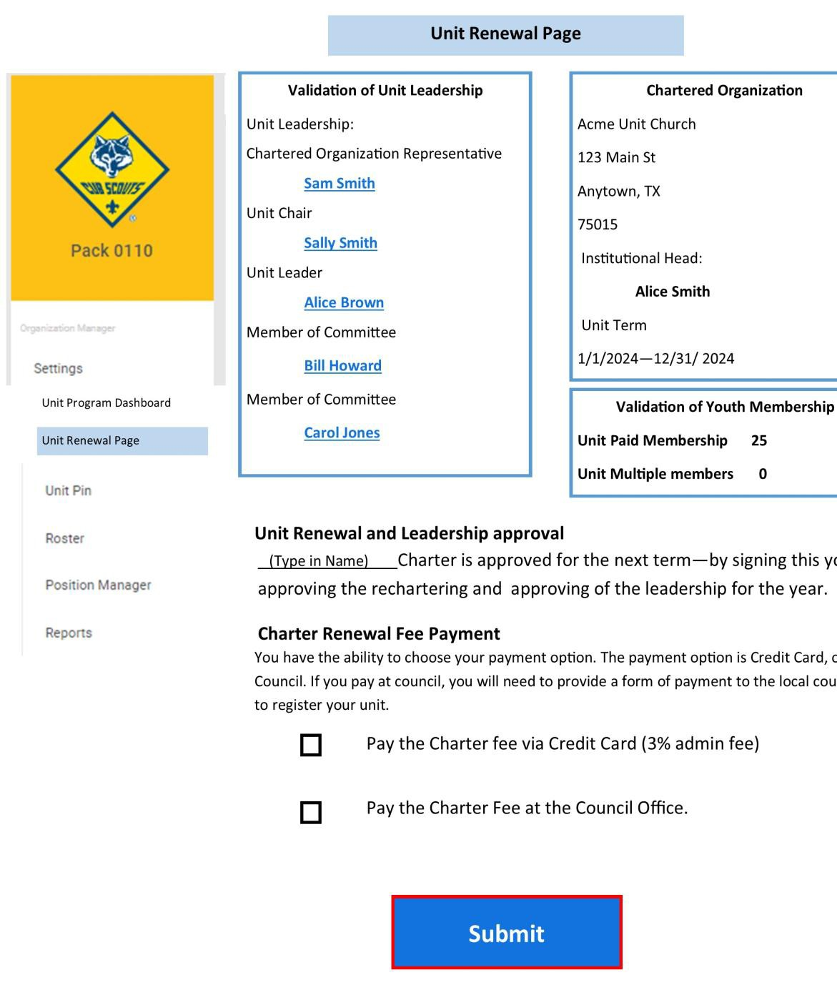 Unit Renewal Page
CUB SCOUTS
®
Pack 0110
Organization Manager
Settings
Unit Program Dashboard
Unit Renewal Page
Unit Pin
Roster
Position Manager
Reports
Validation of Unit Leadership
Unit Leadership:
Chartered Organization Representative
Sam Smith
Unit Chair
Sally Smith
Unit Leader
Alice Brown
Member of Committee
Bill Howard
Member of Committee
Carol Jones
Chartered Organization
Acme Unit Church
123 Main St
Anytown, TX
75015
Institutional Head:
Alice Smith
Unit Term
1/1/2024—12/31/ 2024
Validation of Youth Membership
Unit Paid Membership 25
Unit Multiple members 0
Unit Renewal and Leadership approval
(Type in Name) Charter is approved for the next term—by signing this
approving the rechartering and approving of the leadership for the year.
Charter Renewal Fee Payment
You have the ability to choose your payment option. The payment option is Credit Card,
Council. If you pay at council, you will need to provide a form of payment to the local
to register your unit.
Pay the Charter fee via Credit Card (3% admin fee)
Pay the Charter Fee at the Council Office.
Submit